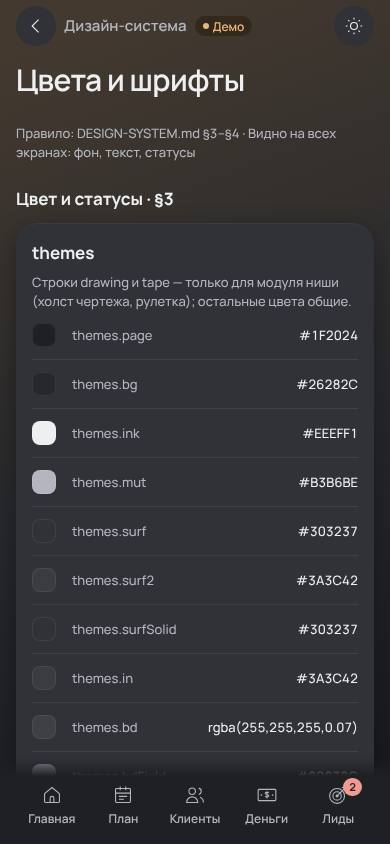 Дизайн-система
Демо
Цвета и шрифты
Правило: DESIGN-SYSTEM.md §3–§4 · Видно на всех
экранах: фон, текст, статусы
Цвет и статусы · §3
themes
Строки drawing и tape — только для модуля ниши
(холст чертежа, рулетка); остальные цвета общие.
themes.page #1F2024
themes.bg #26282C
themes.ink #EEEFF1
themes.mut #B3B6BE
themes.surf #303237
themes.surf2 #3A3C42
themes.surfSolid #303237
themes.in #3A3C42
themes.bd rgba(255,255,255,0.07)
2
Главная План Клиенты Деньги Лиды